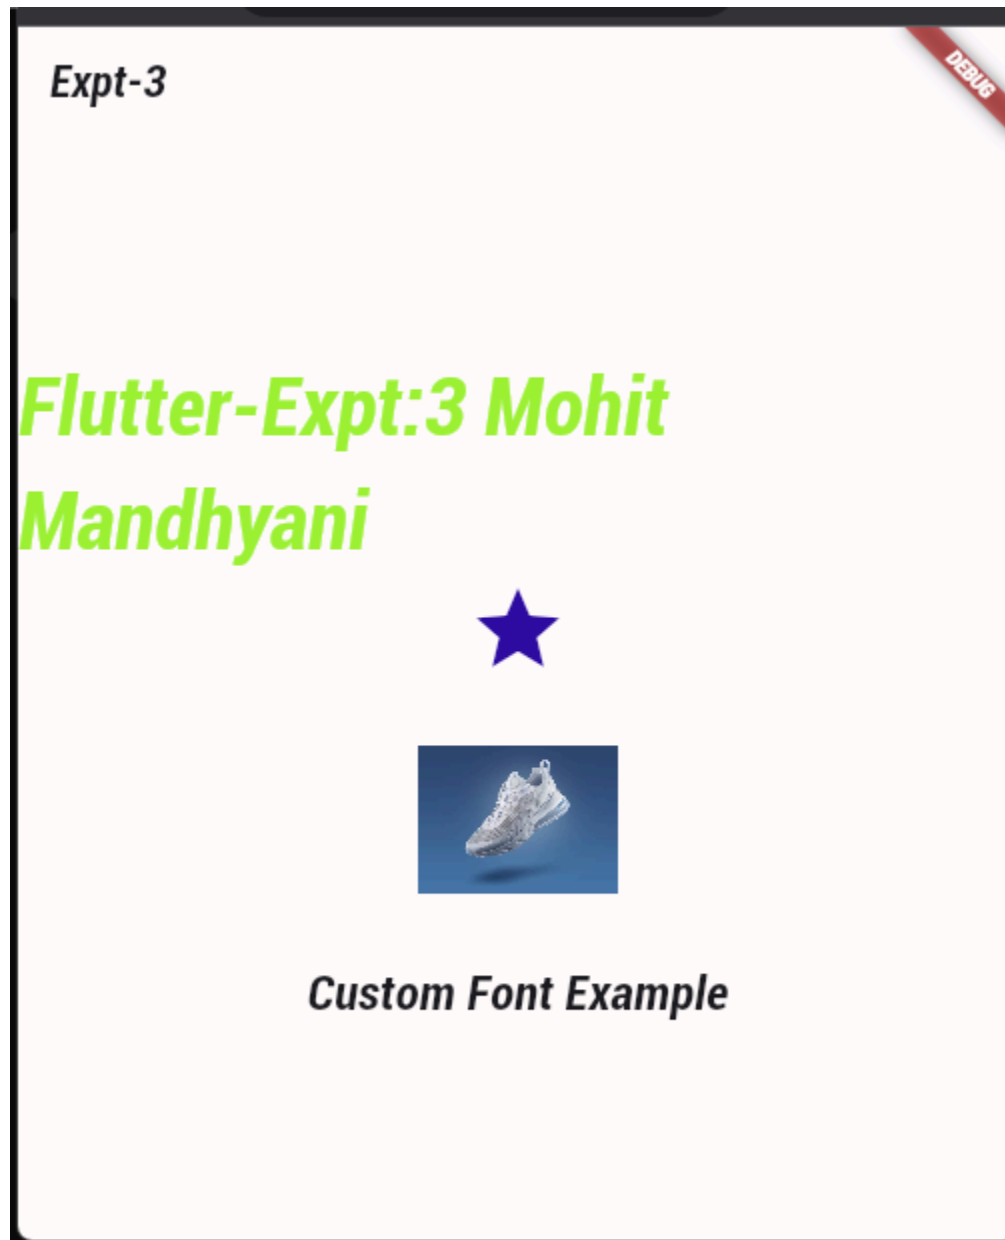 Expt-3
DEBUG
Flutter-Expt:3 Mohit
Mandhyani
Custom Font Example